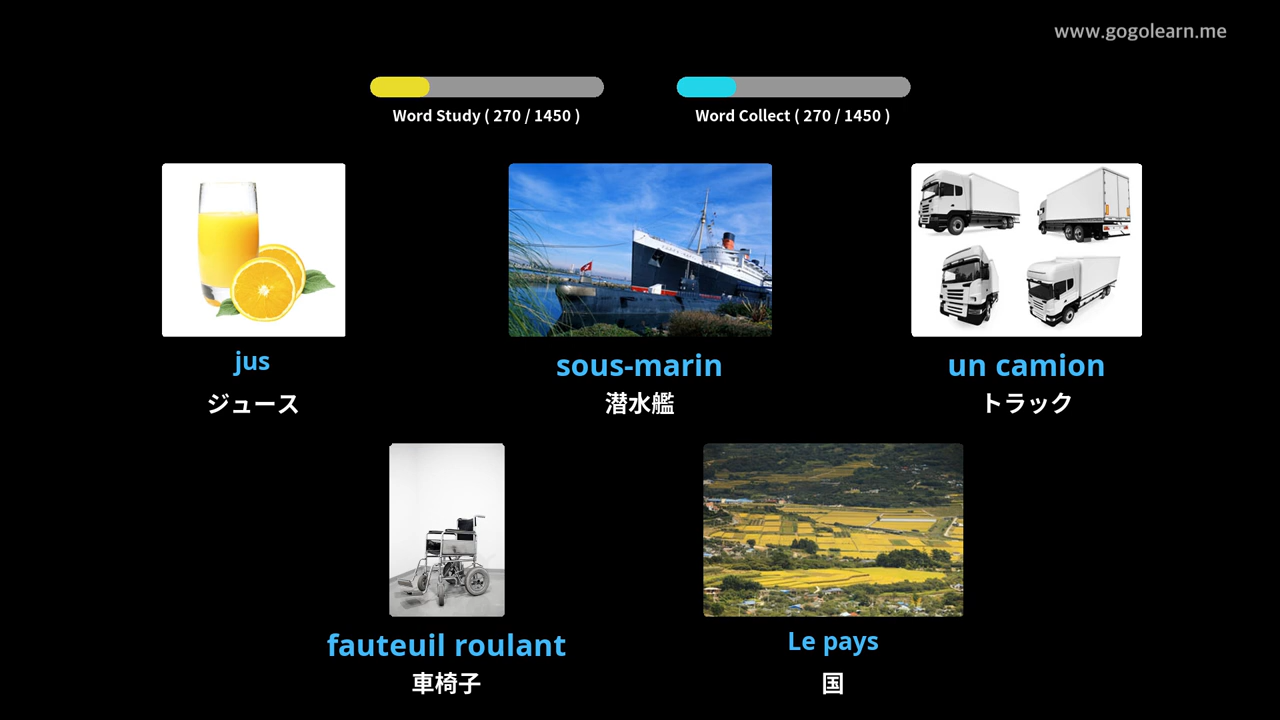 www.gogolearn.me
Word Study ( 270 / 1450 )
Word Collect ( 270 / 1450 )
jus
ジュース
sous-marin
潜水艦
un camion
トラック
fauteuil roulant
車椅子
Le pays
国